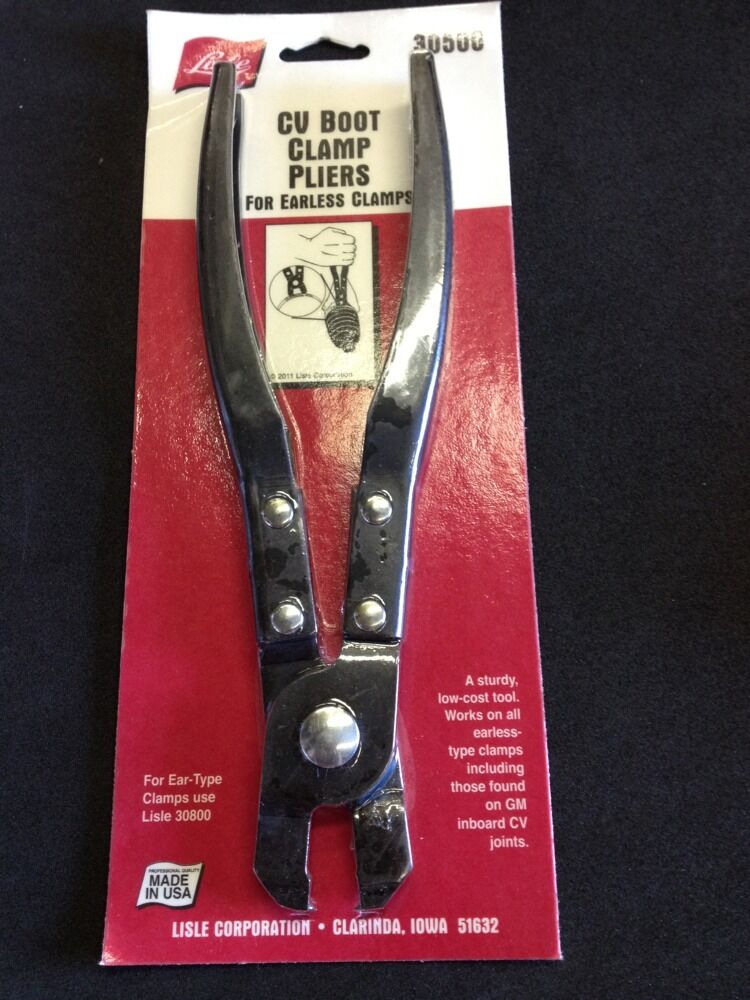 Lisle
30500
CV BOOT
CLAMP
PLIERS
FOR EARLESS CLAMPS
© 2011 Lisle Corporation
A sturdy,
low-cost tool.
Works on all
earless-
type clamps
including
those found
on GM
inboard CV
joints.
For Ear-Type
Clamps use
Lisle 30800
PROFESSIONAL QUALITY
MADE
IN USA
LISLE CORPORATION • CLARINDA, IOWA 51632